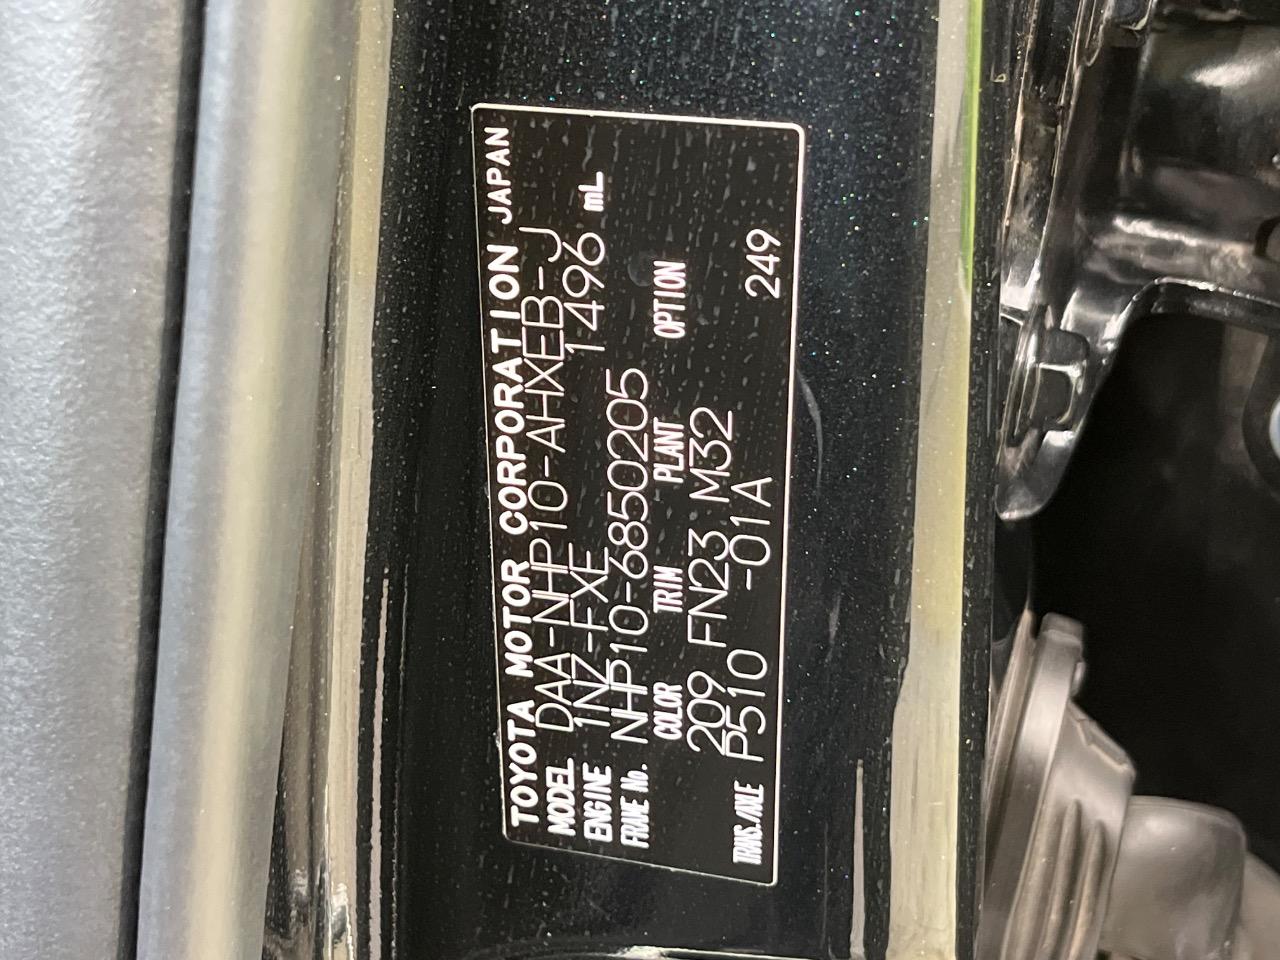 TOYOTA MOTOR CORPORATION JAPAN
MODEL DAA-NHP10-AHXEB-J
ENGINE 1NZ-FXE 1496 mL
FRAME No. NHP10-6850205
COLOR TRIM PLANT OPTION
209 FN23 M32
TRANS./AXLE P510 -01A 249